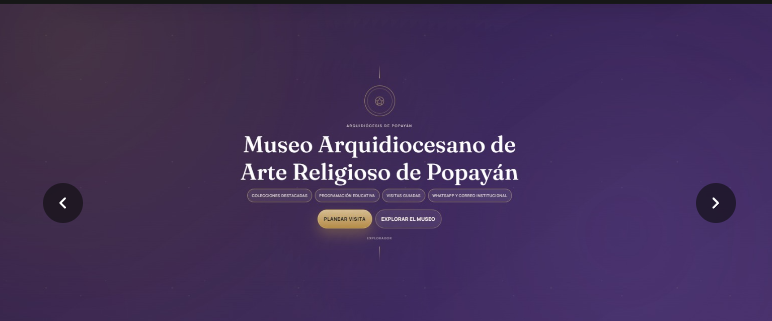 ARQUIDIÓCESIS DE POPAYÁN
Museo Arquidiocesano de
Arte Religioso de Popayán
COLECCIONES DESTACADAS PROGRAMACIÓN EDUCATIVA VISITAS GUIADAS WHATSAPP Y CORREO INSTITUCIONAL
PLANEAR VISITA EXPLORAR EL MUSEO